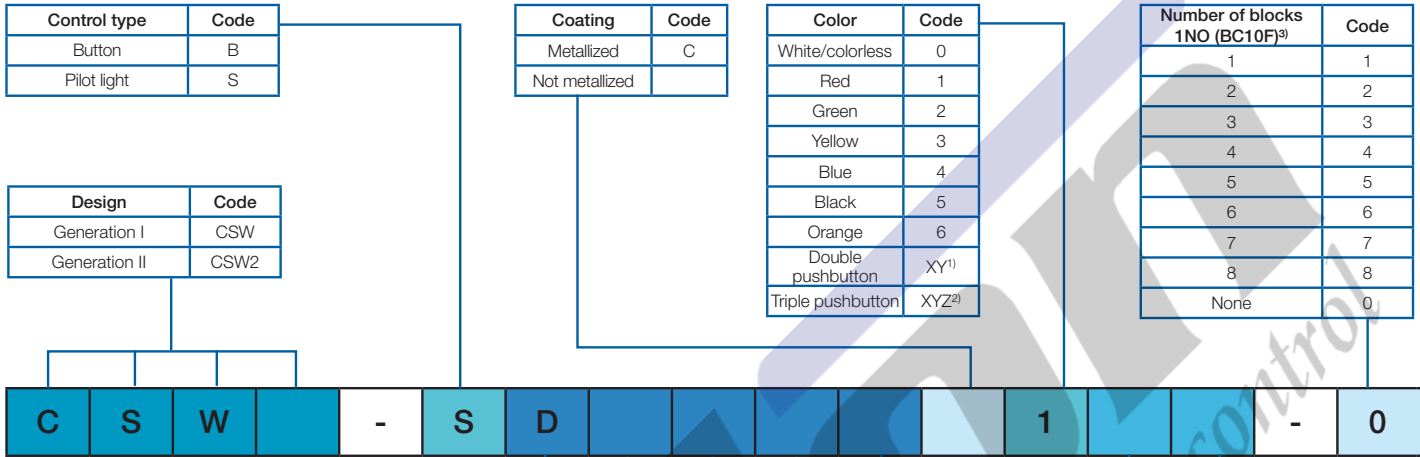 Control type Code
Button B
Pilot light S
Coating Code
Metallized C
Not metallized
Color Code
White/colorless 0
Red 1
Green 2
Yellow 3
Blue 4
Black 5
Orange 6
Double
pushbutton XY1)
Triple pushbutton XYZ2)
Number of blocks
1NO (BC10F)3) Code
1 1
2 2
3 3
4 4
5 5
6 6
7 7
8 8
None 0
Design Code
Generation I CSW
Generation II CSW2
C S W - S D 1 - 0
control